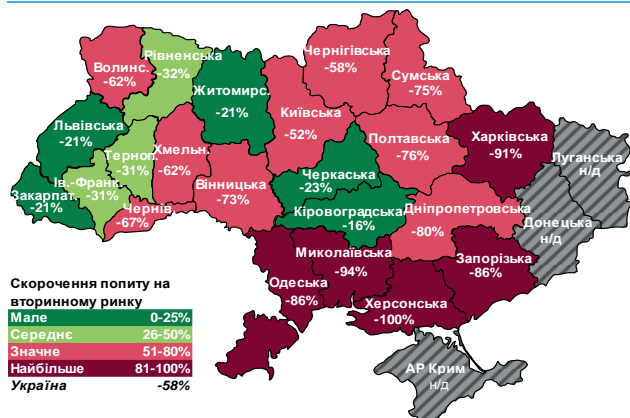 Чернігівська
-58%
Рівненська
-32%
Волинс.
-62%
Сумська
-75%
Житомирс.
-21%
Київська
-52%
Львівська
-21%
Полтавська
-76%
Харківська
-91%
Луганська
н/д
Терноп.
-31%
Хмельн.
-62%
Черкаська
-23%
Ів.-Франк.
-31%
Вінницька
-73%
Закарпат.
-21%
Чернів
-67%
Кіровоградська
-16%
Дніпропетровська
-80%
Донецька
н/д
Миколаївська
-94%
Запорізька
-86%
Одеська
-86%
Херсонська
-100%
АР Крим
н/д
Скорочення попиту на
вторинному ринку
Мале 0-25%
Середнє 26-50%
Значне 51-80%
Найбільше 81-100%
Україна -58%